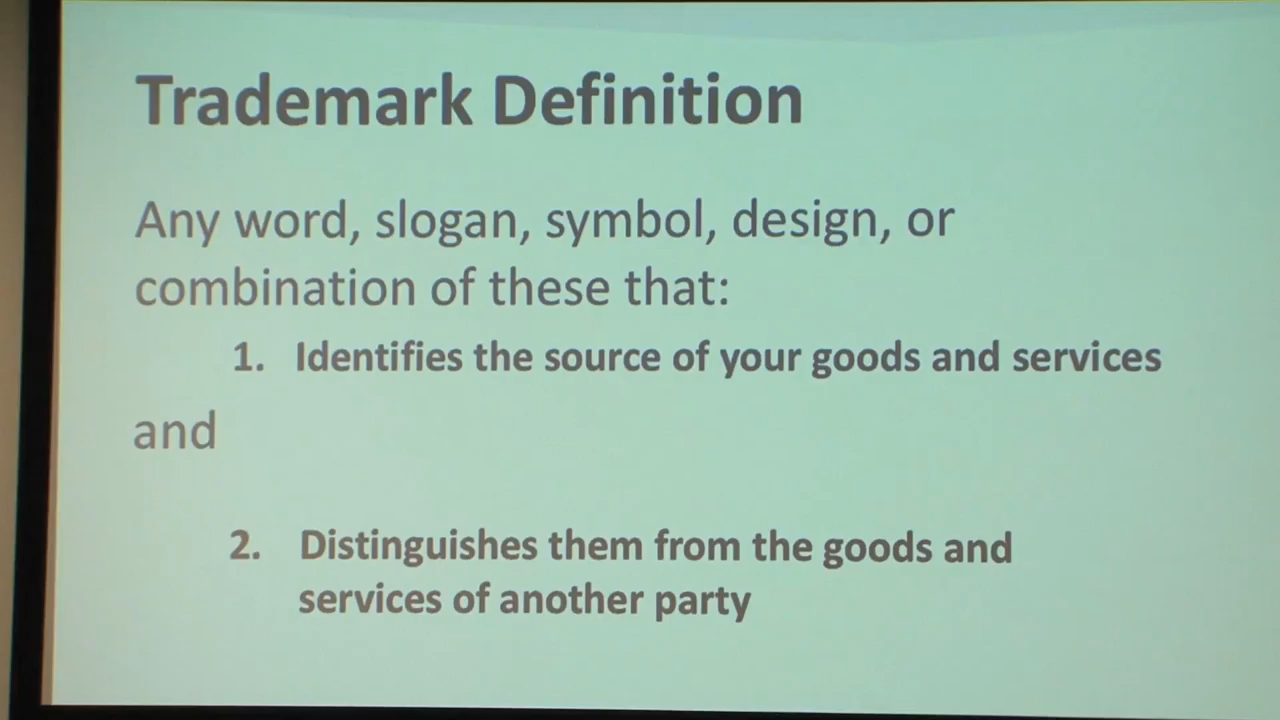 Trademark Definition
Any word, slogan, symbol, design, or
combination of these that:
1. Identifies the source of your goods and services
and
2. Distinguishes them from the goods and
services of another party